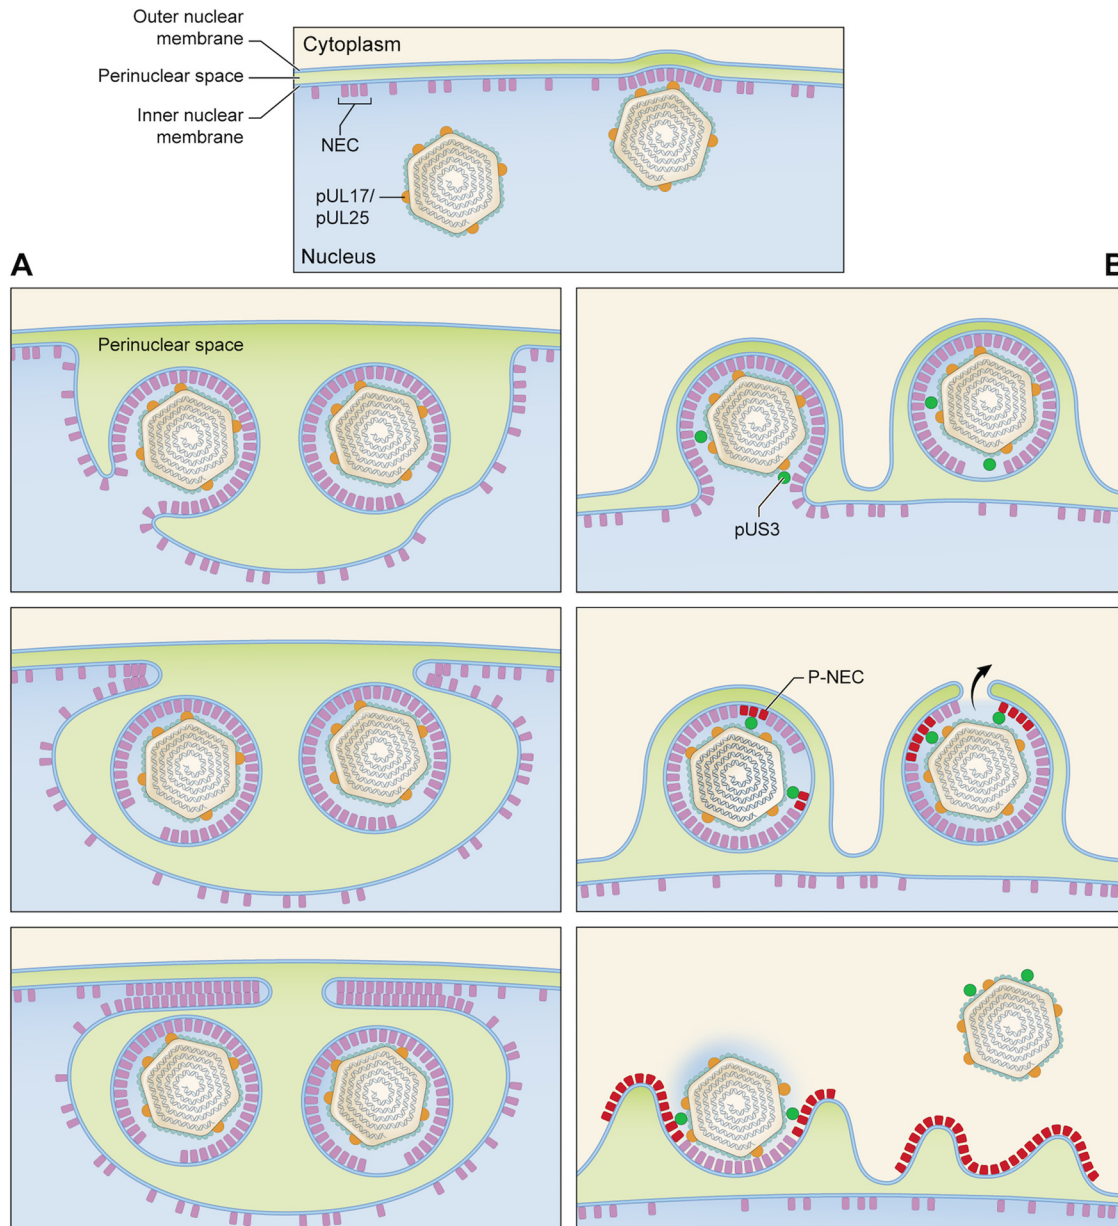 Outer nuclear
membrane
Perinuclear space
Inner nuclear
membrane
Cytoplasm
NEC
pUL17/
pUL25
Nucleus
A
B
Perinuclear space
pUS3
P-NEC